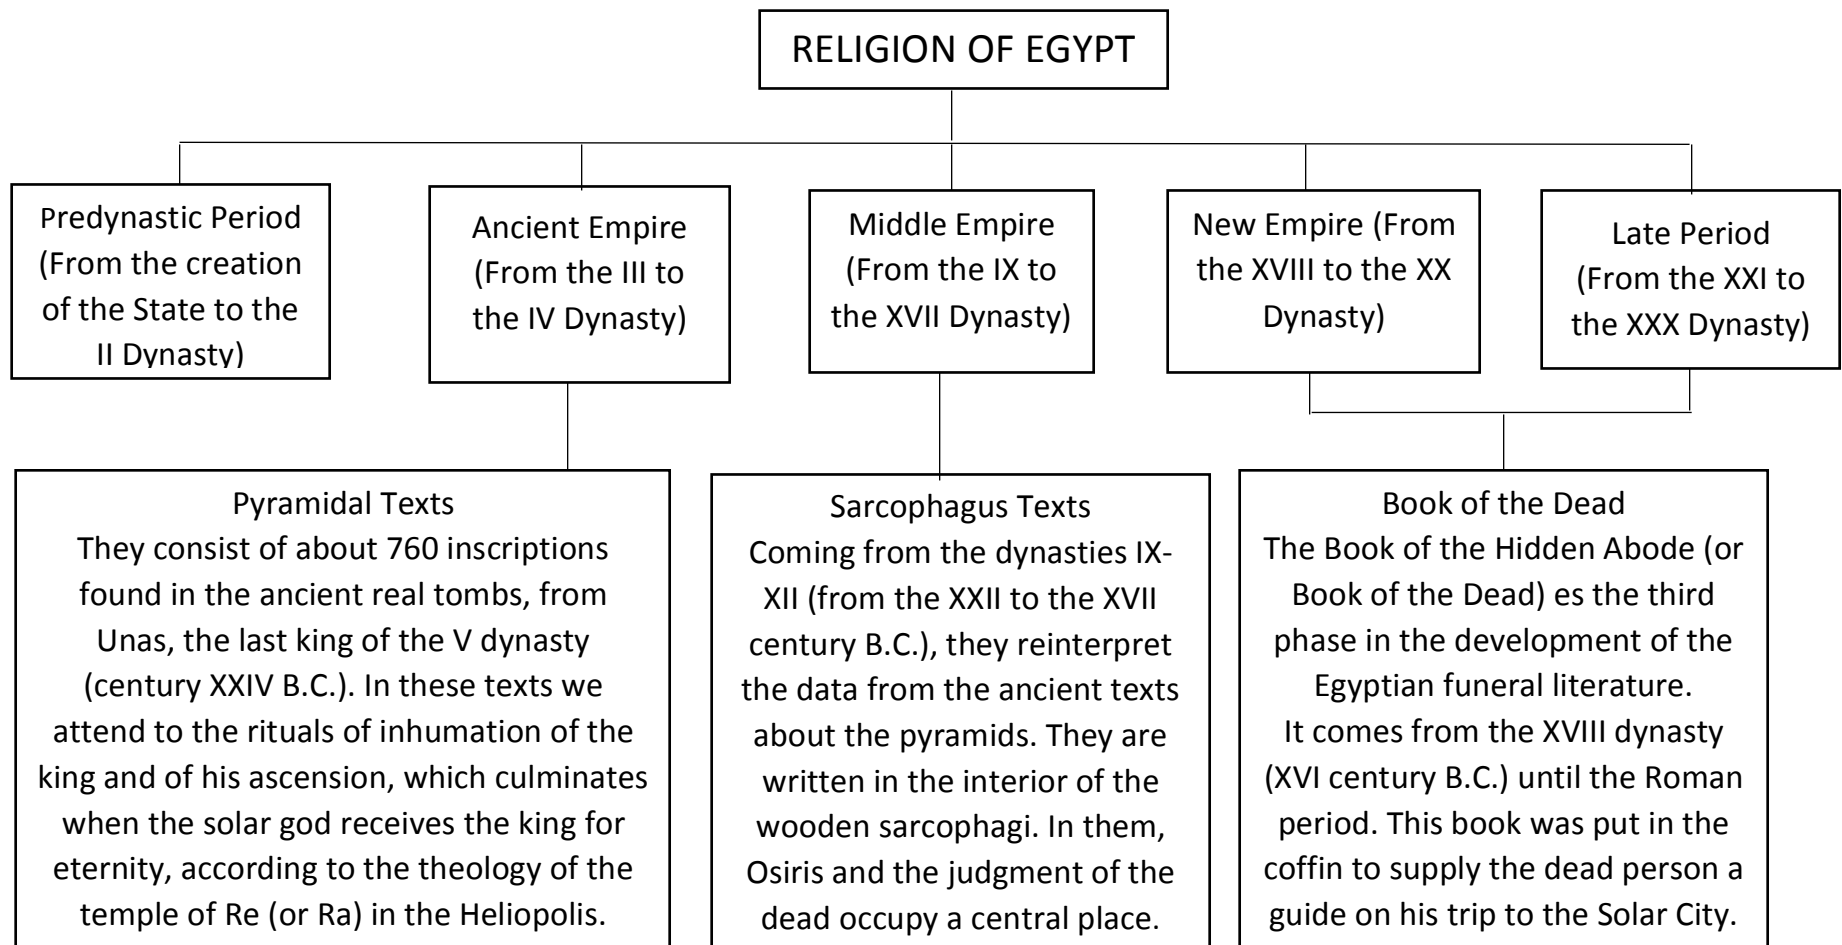 RELIGION OF EGYPT
Predynastic Period
(From the creation
of the State to the
II Dynasty)
Ancient Empire
(From the III to
the IV Dynasty)
Middle Empire
(From the IX to
the XVII Dynasty)
New Empire (From
the XVIII to the XX
Dynasty)
Late Period
(From the XXI to
the XXX Dynasty)
Pyramidal Texts
They consist of about 760 inscriptions
found in the ancient real tombs, from
Unas, the last king of the V dynasty
(century XXIV B.C.). In these texts we
attend to the rituals of inhumation of the
king and of his ascension, which culminates
when the solar god receives the king for
eternity, according to the theology of the
temple of Re (or Ra) in the Heliopolis.
Sarcophagus Texts
Coming from the dynasties IX-
XII (from the XXII to the XVII
century B.C.), they reinterpret
the data from the ancient texts
about the pyramids. They are
written in the interior of the
wooden sarcophagi. In them,
Osiris and the judgment of the
dead occupy a central place.
Book of the Dead
The Book of the Hidden Abode (or
Book of the Dead) es the third
phase in the development of the
Egyptian funeral literature.
It comes from the XVIII dynasty
(XVI century B.C.) until the Roman
period. This book was put in the
coffin to supply the dead person a
guide on his trip to the Solar City.